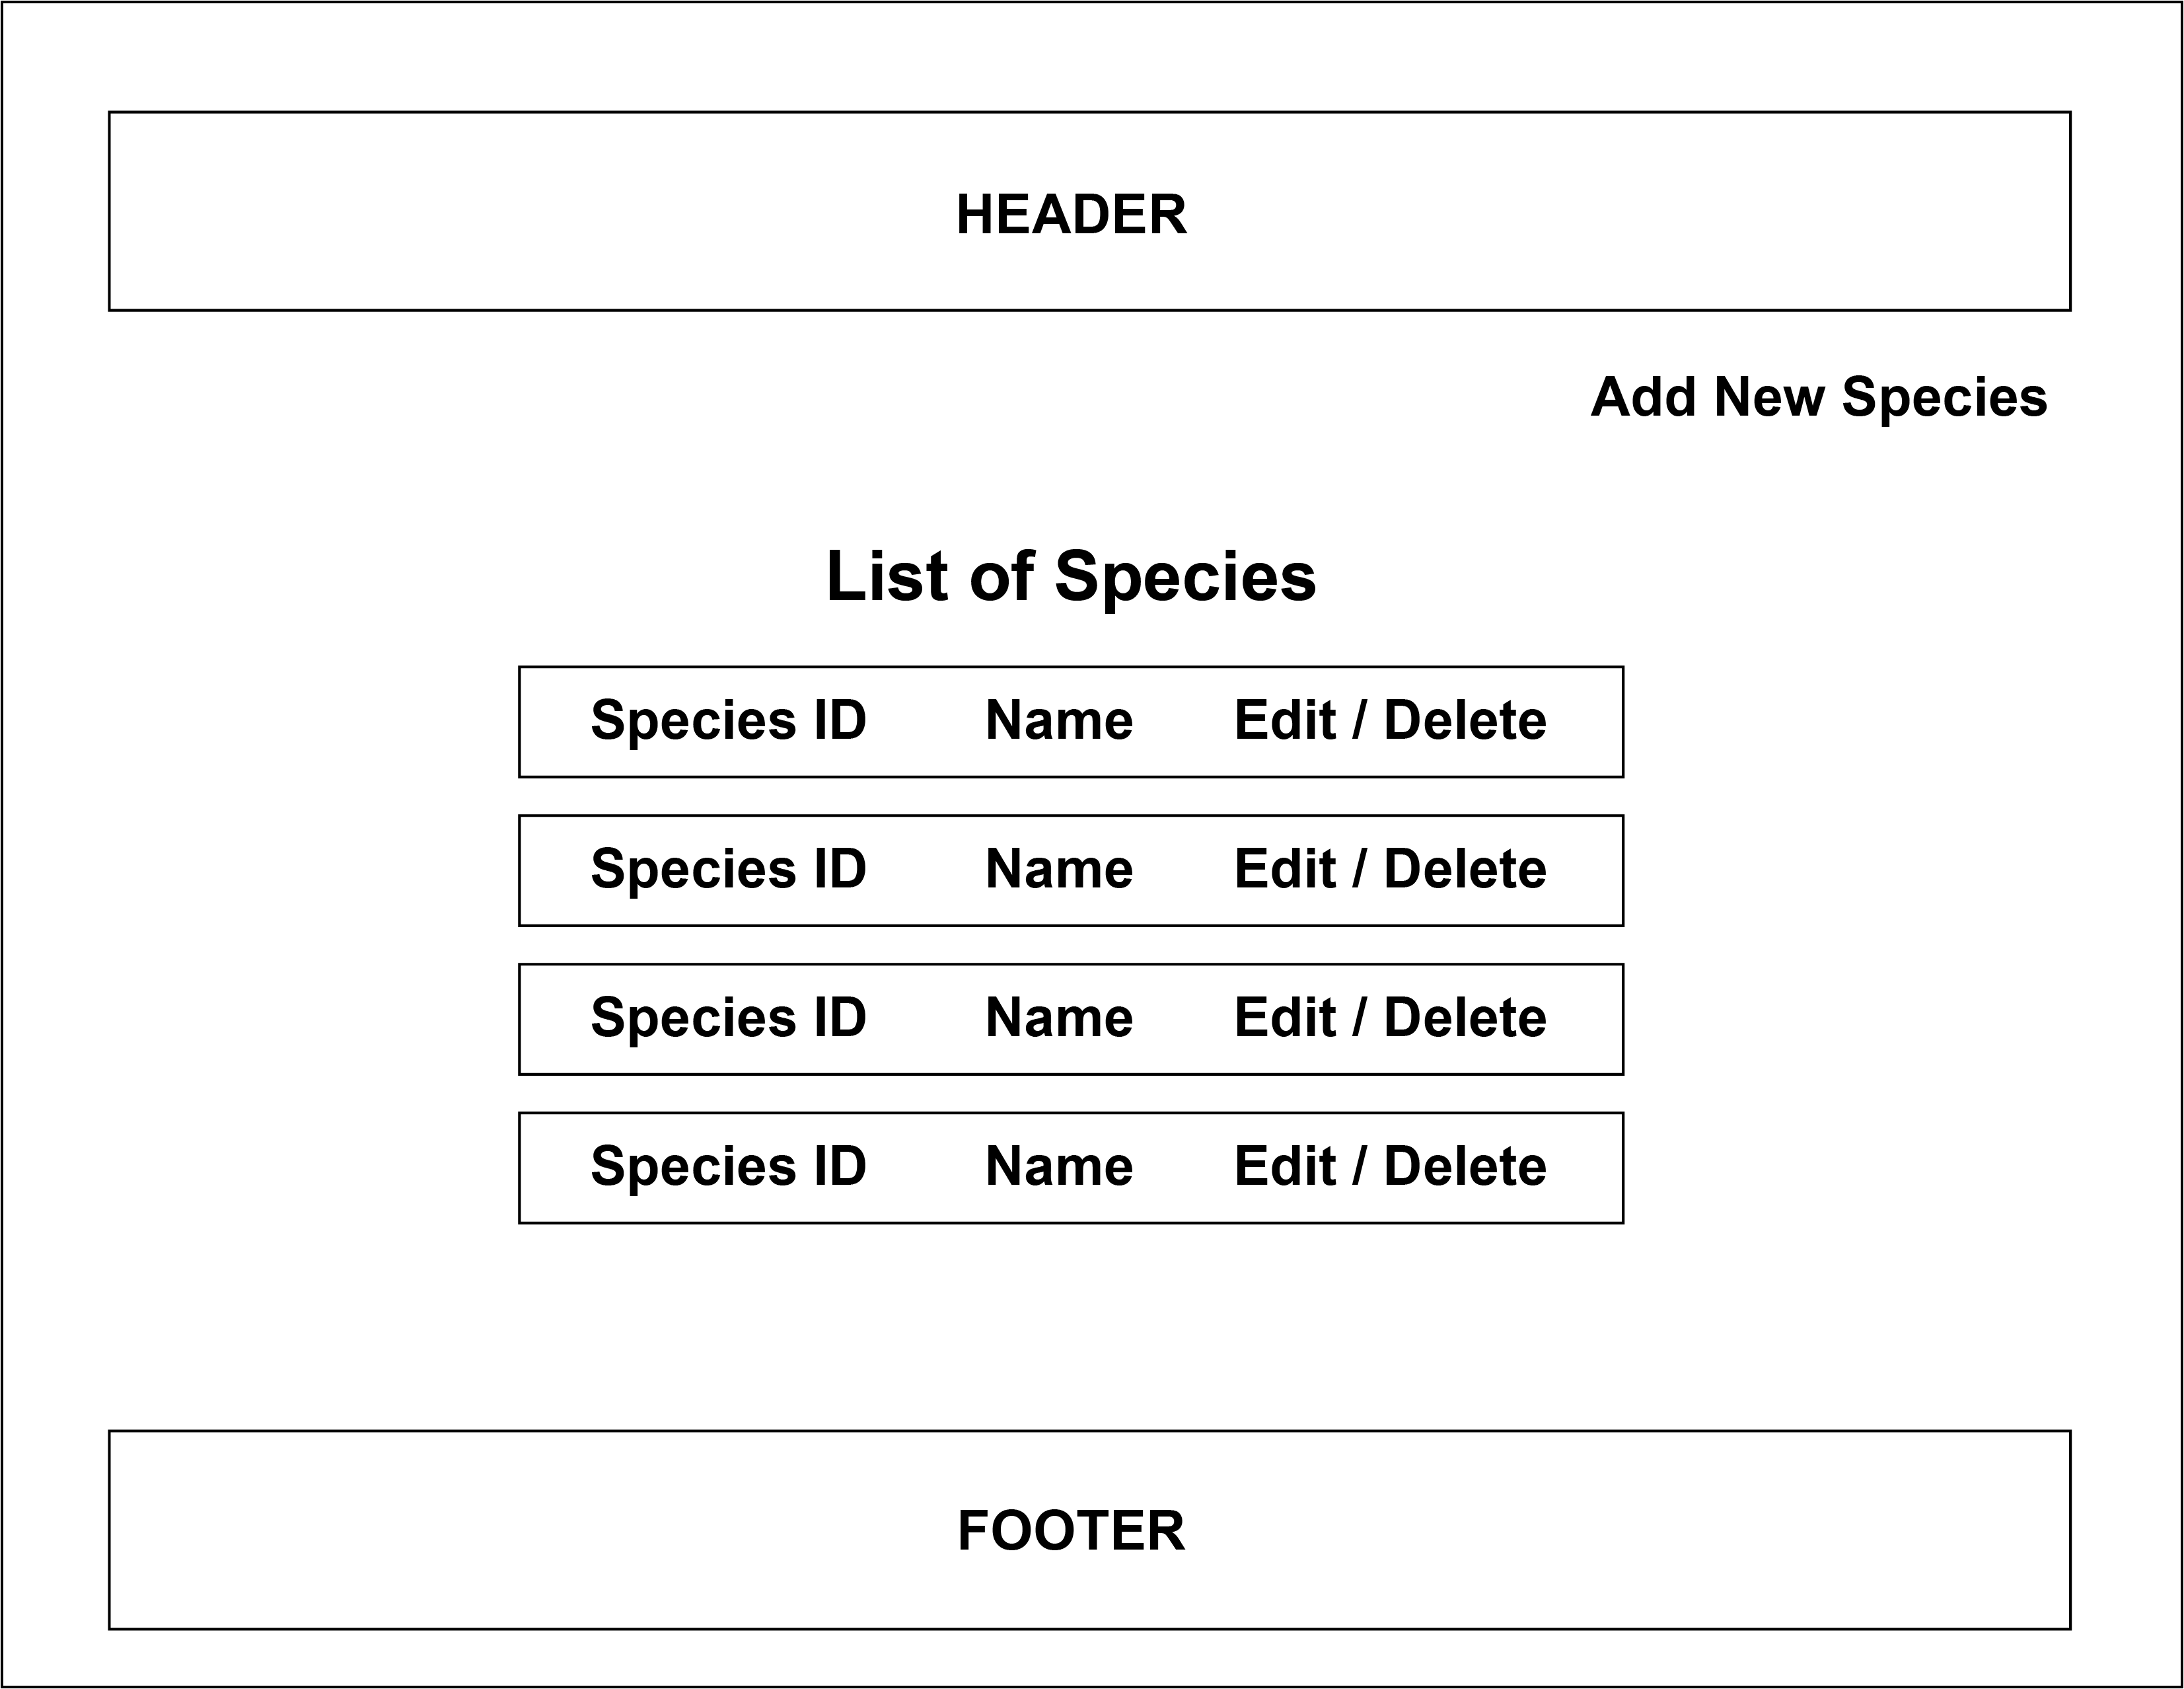 HEADER
Add New Species
List of Species
Species ID Name Edit / Delete
Species ID Name Edit / Delete
Species ID Name Edit / Delete
Species ID Name Edit / Delete
FOOTER